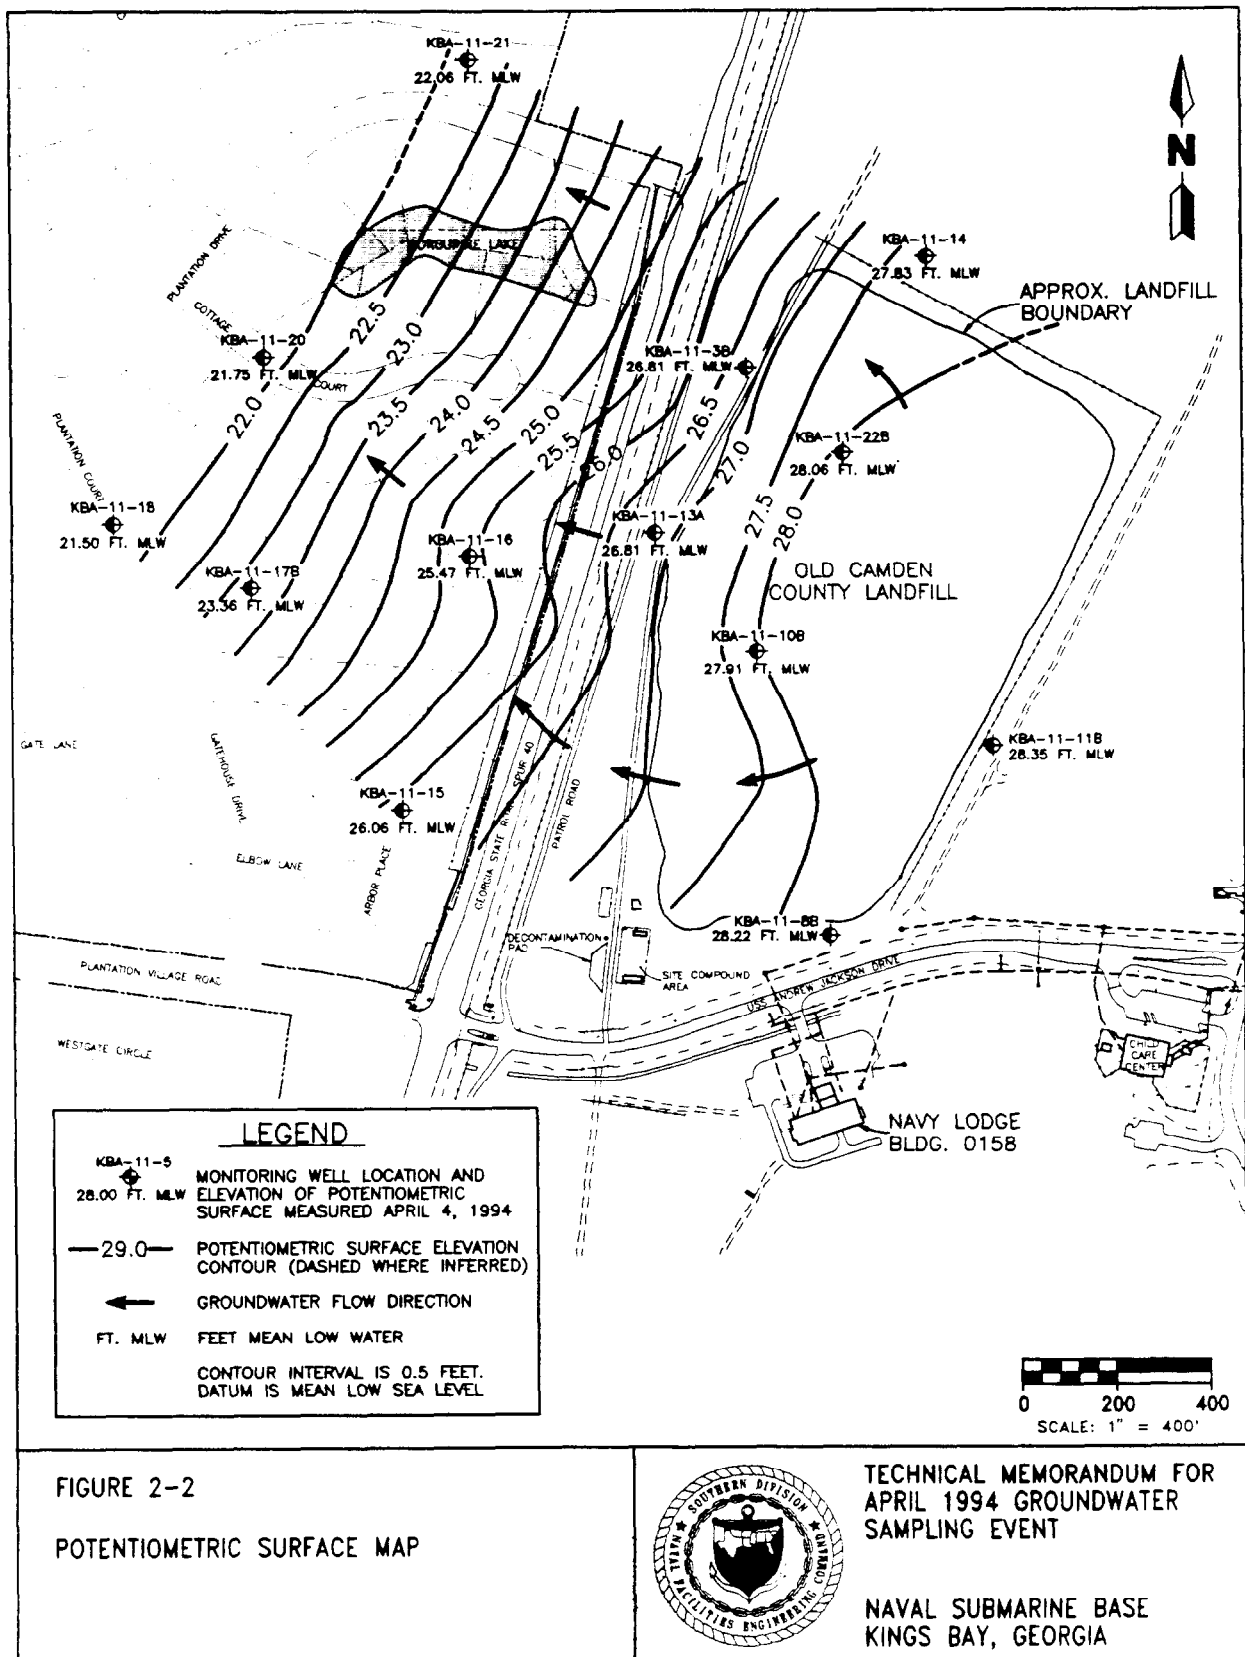 KBA-11-21
22.06 FT. MLW
N
PLANTATION DRIVE
LAKE
KBA-11-14
27.83 FT. MLW
APPROX. LANDFILL
BOUNDARY
COTTAGE
COURT
KBA-11-20
21.75 FT. MLW
KBA-11-3B
26.81 FT. MLW
22.0
22.5
23.0
23.5
24.0
24.5
25.0
25.5
26.0
26.5
27.0
27.5
28.0
KBA-11-22B
28.06 FT. MLW
PLANTATION COURT
KBA-11-18
21.50 FT. MLW
KBA-11-17B
23.36 FT. MLW
KBA-11-16
25.47 FT. MLW
KBA-11-13A
26.81 FT. MLW
OLD CAMDEN
COUNTY LANDFILL
KBA-11-10B
27.91 FT. MLW
KBA-11-11B
28.35 FT. MLW
GATE LANE
GATEHOUSE DRIVE
ELBOW LANE
KBA-11-15
26.06 FT. MLW
ARBOR PLACE
GEORGIA STATE ROAD SPUR 40
PATROL ROAD
KBA-11-8B
28.22 FT. MLW
DECONTAMINATION
PAD
SITE COMPOUND
AREA
USS ANDREW JACKSON DRIVE
PLANTATION VILLAGE ROAD
WESTGATE CIRCLE
CHILD
CARE
CENTER
NAVY LODGE
BLDG. 0158
LEGEND
KBA-11-5
28.00 FT. MLW
MONITORING WELL LOCATION AND
ELEVATION OF POTENTIOMETRIC
SURFACE MEASURED APRIL 4, 1994
29.0
POTENTIOMETRIC SURFACE ELEVATION
CONTOUR (DASHED WHERE INFERRED)
GROUNDWATER FLOW DIRECTION
FT. MLW FEET MEAN LOW WATER
CONTOUR INTERVAL IS 0.5 FEET.
DATUM IS MEAN LOW SEA LEVEL
0 200 400
SCALE: 1" = 400'
FIGURE 2-2
POTENTIOMETRIC SURFACE MAP
SOUTHERN DIVISION
NAVAL FACILITIES ENGINEERING COMMAND
TECHNICAL MEMORANDUM FOR
APRIL 1994 GROUNDWATER
SAMPLING EVENT
NAVAL SUBMARINE BASE
KINGS BAY, GEORGIA